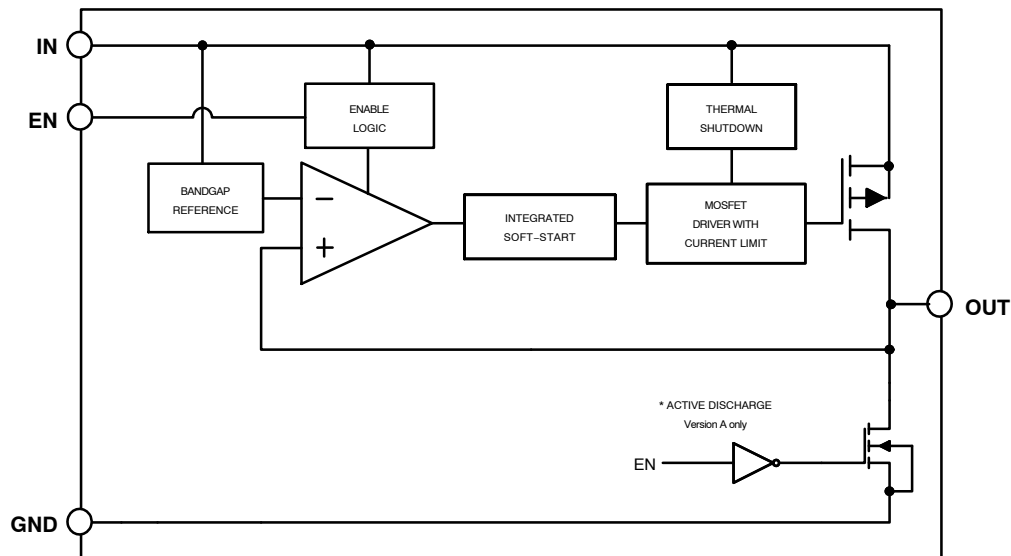 IN
EN
ENABLE
LOGIC
THERMAL
SHUTDOWN
BANDGAP
REFERENCE
−
+
INTEGRATED
SOFT−START
MOSFET
DRIVER WITH
CURRENT LIMIT
OUT
* ACTIVE DISCHARGE
Version A only
EN
GND